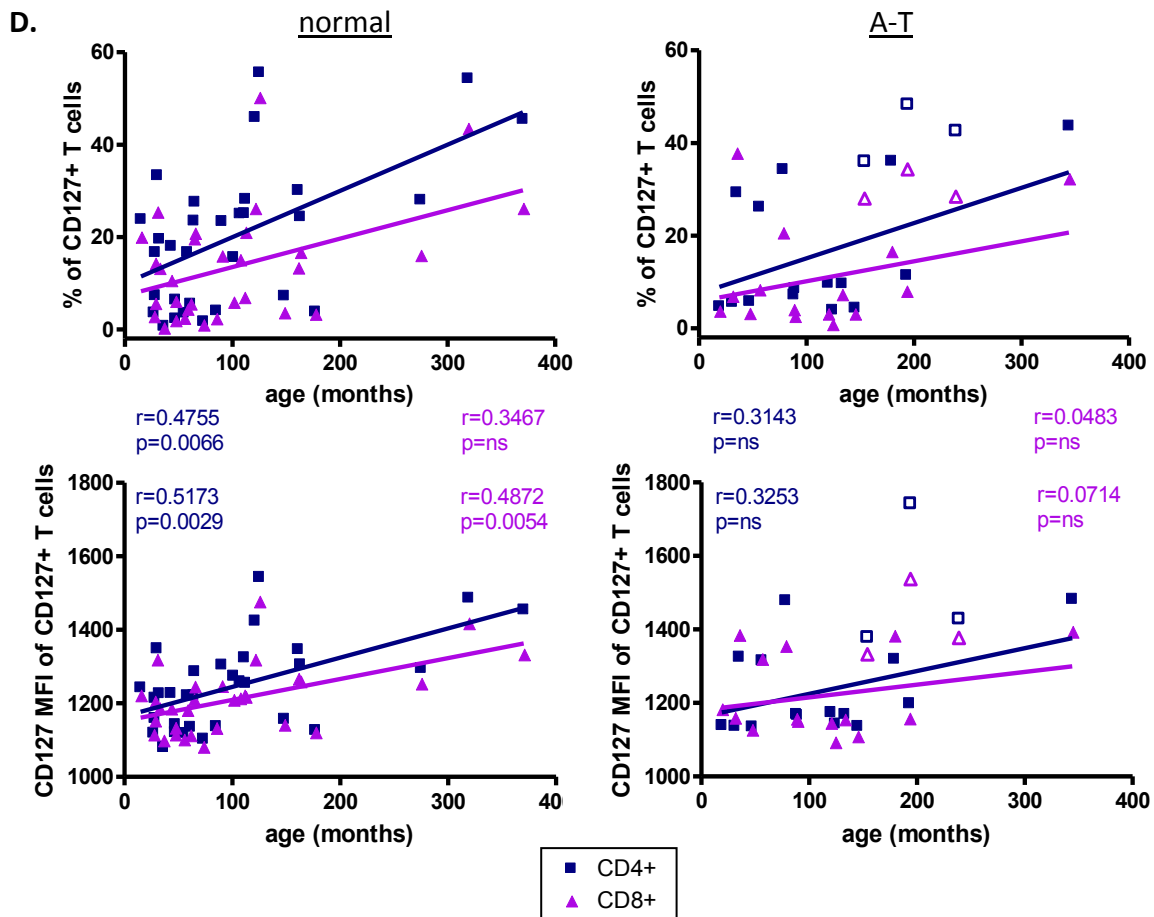 D.
normal
A-T
% of CD127+ T cells
60
40
20
0
0 100 200 300 400
age (months)
% of CD127+ T cells
60
40
20
0
0 100 200 300 400
age (months)
r=0.4755
p=0.0066
r=0.3467
p=ns
r=0.3143
p=ns
r=0.0483
p=ns
CD127 MFI of CD127+ T cells
1800
1600
1400
1200
1000
r=0.5173
p=0.0029
r=0.4872
p=0.0054
0 100 200 300 40
age (months)
CD127 MFI of CD127+ T cells
1800
1600
1400
1200
1000
r=0.3253
p=ns
r=0.0714
p=ns
0 100 200 300 400
age (months)
CD4+
CD8+